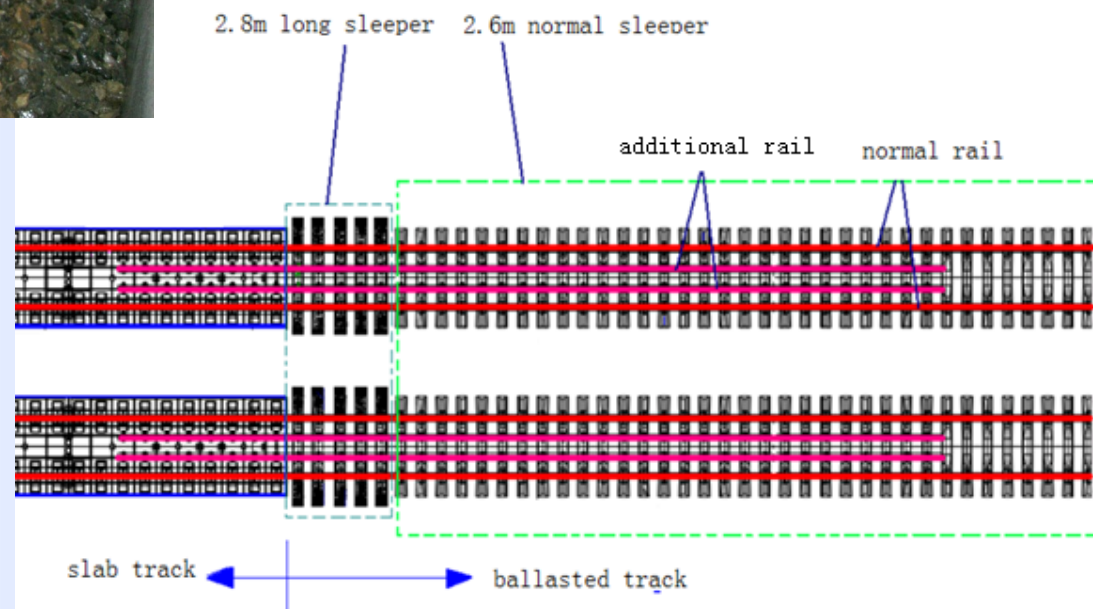 2.8m long sleeper
2.6m normal sleeper
additional rail
normal rail
slab track
ballasted track